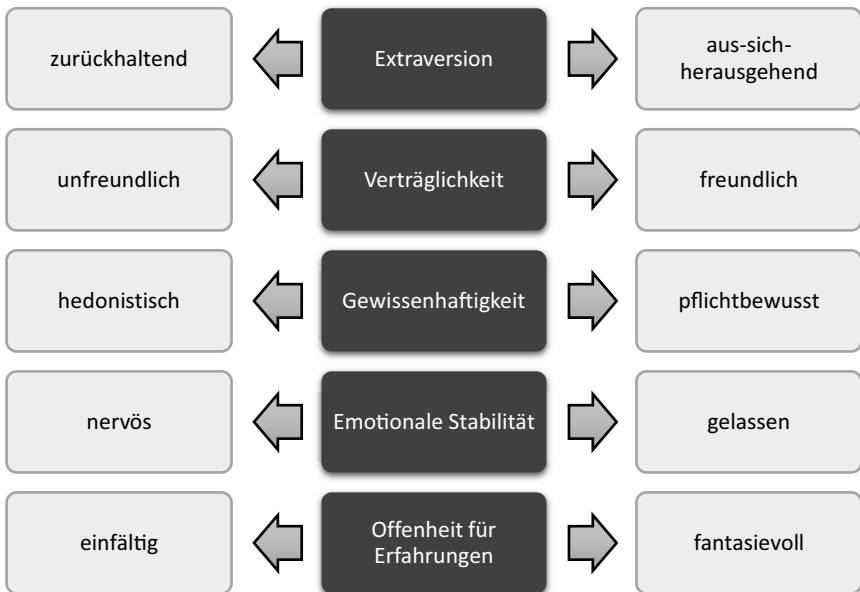 zurückhaltend
Extraversion
aus-sich-
herausgehend
unfreundlich
Verträglichkeit
freundlich
hedonistisch
Gewissenhaftigkeit
pflichtbewusst
nervös
Emotionale Stabilität
gelassen
einfältig
Offenheit für
Erfahrungen
fantasievoll